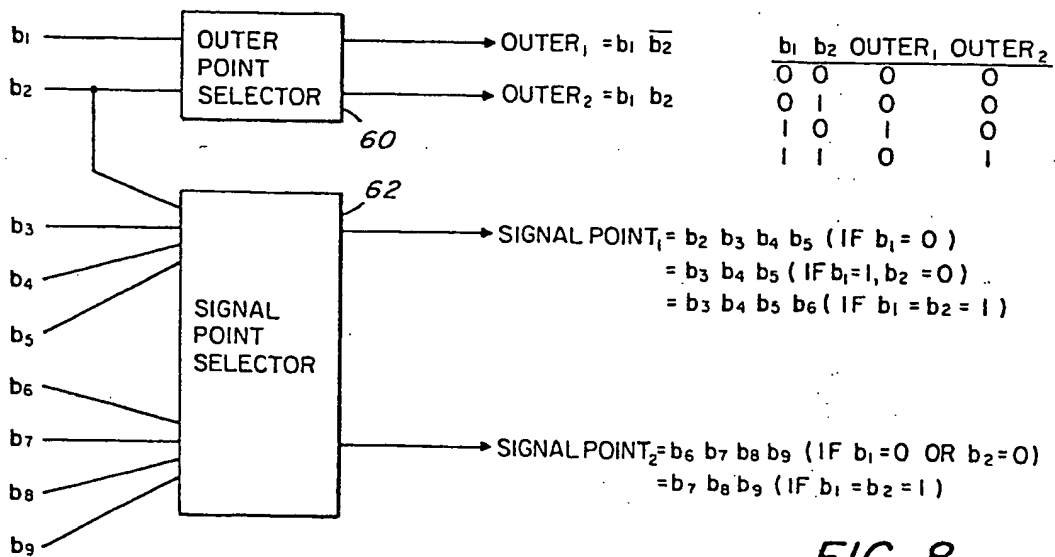 b₁
OUTER
POINT
SELECTOR
b₂
60
OUTER₁ = b₁ b̅₂̅
OUTER₂ = b₁ b₂
b₁ b₂ OUTER₁ OUTER₂
0 0 0 0
0 1 0 0
1 0 1 0
1 1 0 1
62
b₃
b₄
b₅
b₆
b₇
b₈
b₉
SIGNAL
POINT
SELECTOR
SIGNAL POINT₁ = b₂ b₃ b₄ b₅ (IF b₁ = 0)
= b₃ b₄ b₅ (IF b₁=1, b₂ =0)
= b₃ b₄ b₅ b₆ (IF b₁ = b₂ = 1)
SIGNAL POINT₂ = b₆ b₇ b₈ b₉ (IF b₁=0 OR b₂=0)
= b₇ b₈ b₉ (IF b₁ = b₂ = 1)
FIG. 8